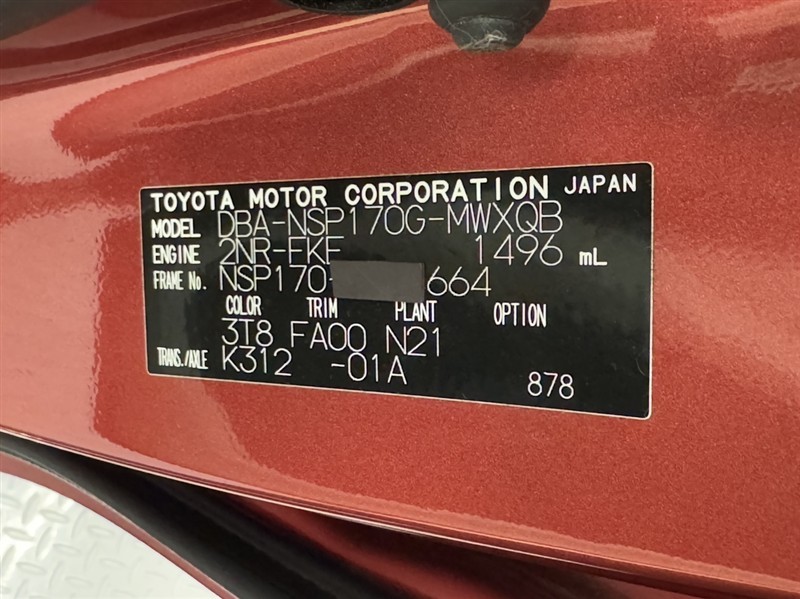 TOYOTA MOTOR CORPORATION JAPAN
MODEL DBA-NSP170G-MWXQB
ENGINE 2NR-FKE 1496 mL
FRAME No. NSP170- 664
COLOR TRIM PLANT OPTION
3T8 FA00 N21
TRANS./AXLE K312 -01A
878